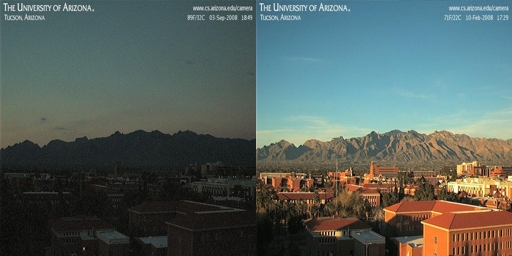 THE UNIVERSITY OF ARIZONA.
TUCSON, ARIZONA
www.cs.arizona.edu/camera
89F/32C 03-Sep-2008 18:49
THE UNIVERSITY OF ARIZONA.
TUCSON, ARIZONA
www.cs.arizona.edu/camera
71F/22C 10-Feb-2008 17:29